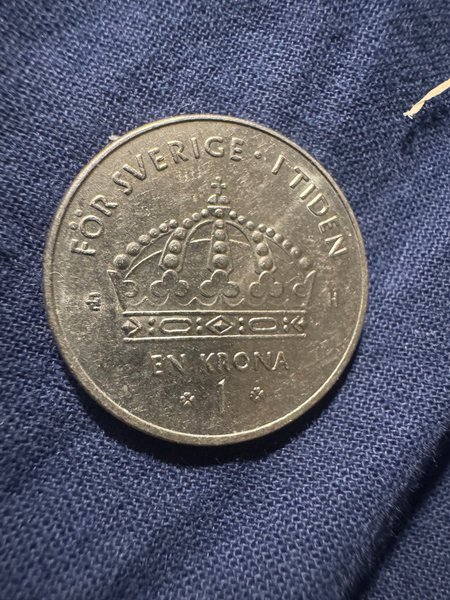 FÖR SVERIGE · I TIDEN
EN KRONA
1